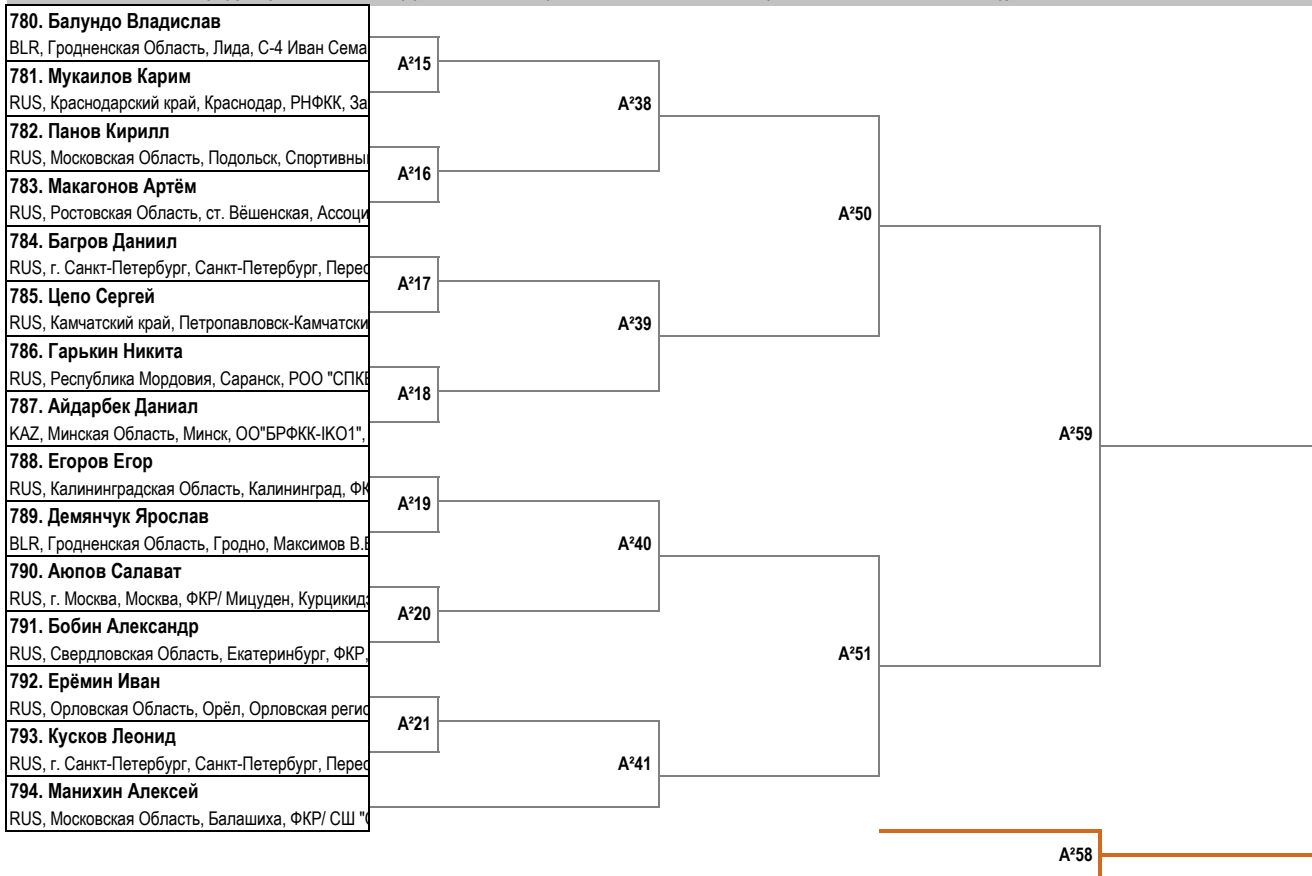 780. Балундо Владислав
BLR, Гродненская Область, Лида, С-4 Иван Сема
781. Мукаилов Карим
RUS, Краснодарский край, Краснодар, РНФКК, За
782. Панов Кирилл
RUS, Московская Область, Подольск, Спортивны
783. Макагонов Артём
RUS, Ростовская Область, ст. Вёшенская, Ассоци
784. Багров Даниил
RUS, г. Санкт-Петербург, Санкт-Петербург, Перес
785. Цепо Сергей
RUS, Камчатский край, Петропавловск-Камчатски
786. Гарькин Никита
RUS, Республика Мордовия, Саранск, РОО "СПКЕ
787. Айдарбек Даниал
KAZ, Минская Область, Минск, ОО"БРФКК-IKO1",
788. Егоров Егор
RUS, Калининградская Область, Калининград, ФК
789. Демянчук Ярослав
BLR, Гродненская Область, Гродно, Максимов В.
790. Аюпов Салават
RUS, г. Москва, Москва, ФКР/ Мицуден, Курцикид
791. Бобин Александр
RUS, Свердловская Область, Екатеринбург, ФКР,
792. Ерёмин Иван
RUS, Орловская Область, Орёл, Орловская регио
793. Кусков Леонид
RUS, г. Санкт-Петербург, Санкт-Петербург, Перес
794. Манихин Алексей
RUS, Московская Область, Балашиха, ФКР/ СШ "
A²15
A²16
A²17
A²18
A²19
A²20
A²21
A²38
A²39
A²40
A²41
A²50
A²51
A²59
A²58